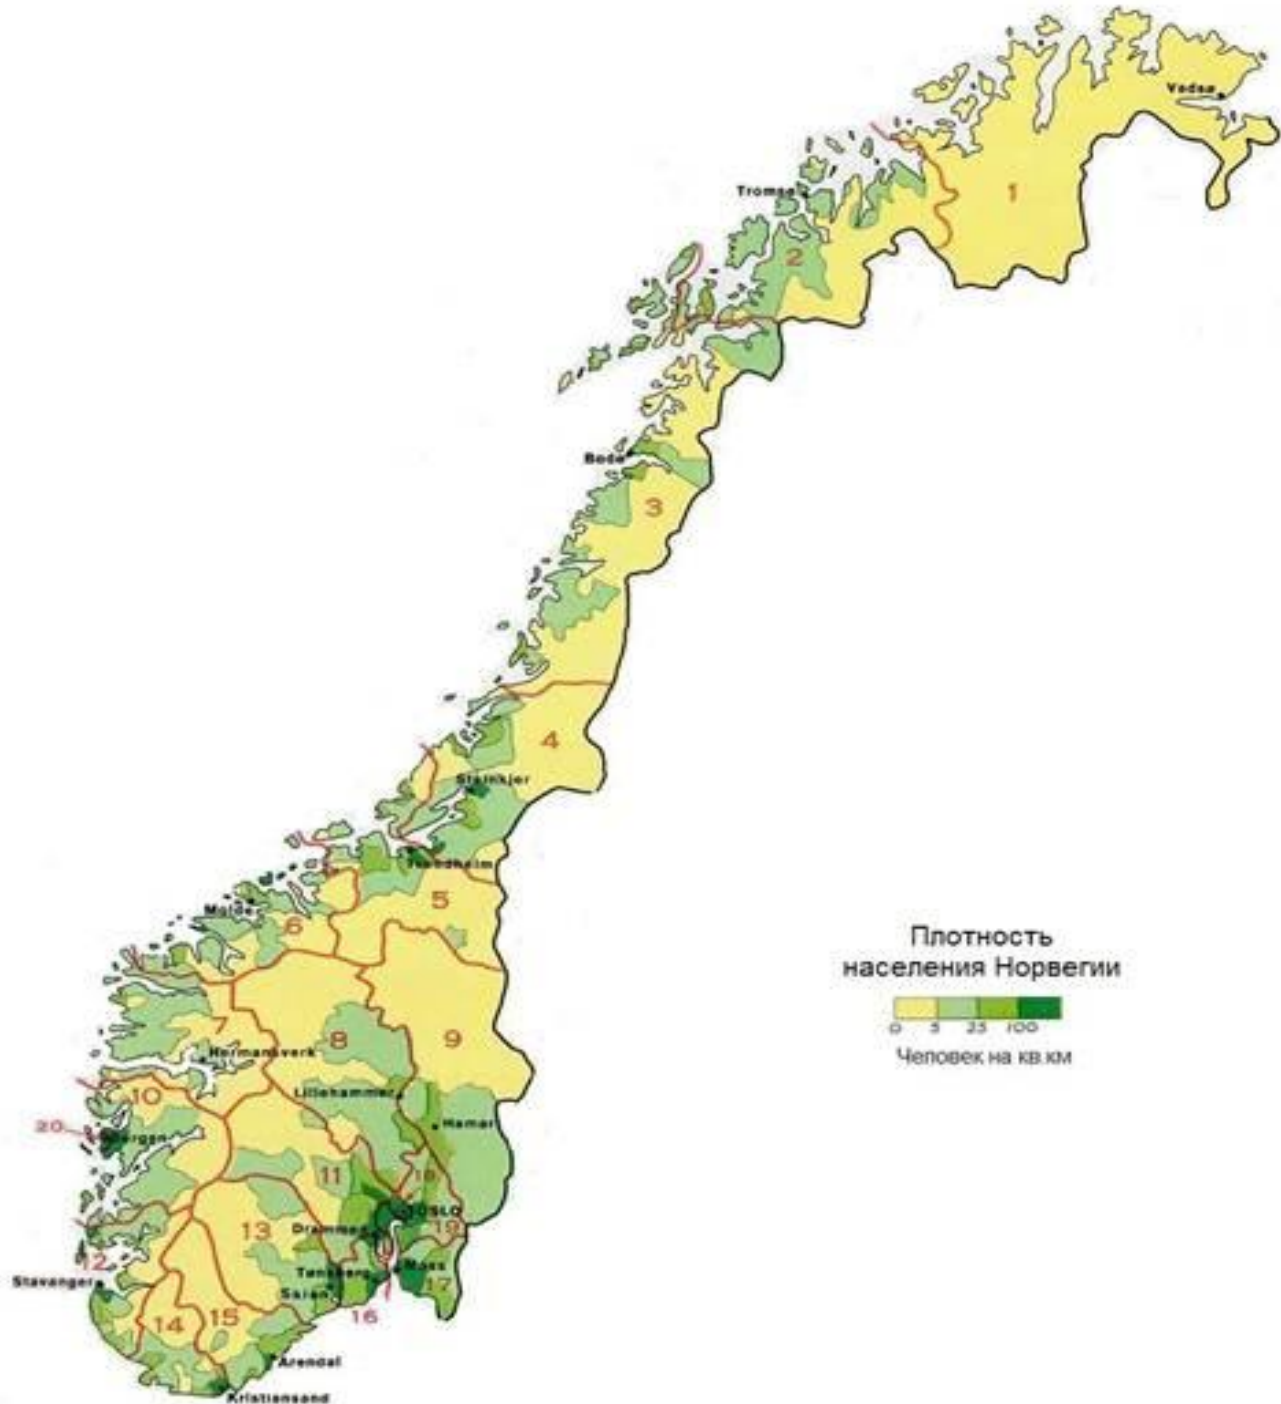 Vadsø
1
Tromsø
2
Bodø
3
4
Steinkjer
Trondheim
5
Molde
6
7
8
9
Hermansverk
Lillehammer
10
Hamar
20
Bergen
11
18
OSLO
13
19
Drammen
12
Moss
Stavanger
Tønsberg
17
Skien
14
15
16
Arendal
Kristiansand
Плотность
населения Норвегии
0 5 25 100
Человек на кв.км